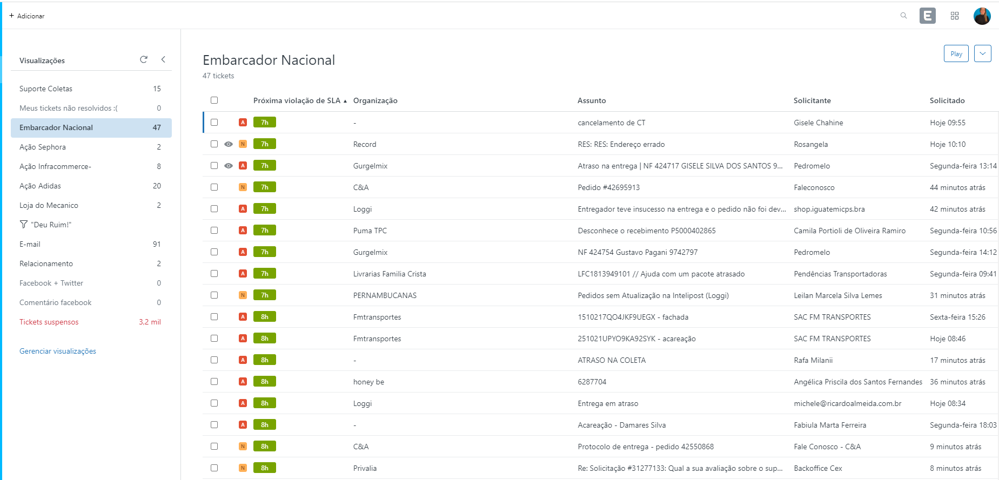 + Adicionar
E
Visualizações
Suporte Coletas 15
Meus tickets não resolvidos :( 0
Embarcador Nacional 47
Ação Sephora 2
Ação Infracommerce- 8
Ação Adidas 20
Loja do Mecanico 2
"Deu Ruim!"
E-mail 91
Relacionamento 2
Facebook + Twitter 0
Comentário facebook 0
Tickets suspensos 3,2 mil
Gerenciar visualizações
Embarcador Nacional
47 tickets
Play
Próxima violação de SLA ▲ Organização Assunto Solicitante Solicitado
A 7h - cancelamento de CT Gisele Chahine Hoje 09:55
N 7h Record RES: RES: Endereço errado Rosangela Hoje 10:10
A 7h Gurgelmix Atraso na entrega | NF 424717 GISELE SILVA DOS SANTOS 9... Pedromelo Segunda-feira 13:14
N 7h C&A Pedido #42695913 Faleconosco 44 minutos atrás
A 7h Loggi Entregador teve insucesso na entrega e o pedido não foi dev... shop.iguatemicps.bra 42 minutos atrás
A 7h Puma TPC Desconhece o recebimento P5000402865 Camila Portioli de Oliveira Ramiro Segunda-feira 10:56
A 7h Gurgelmix NF 424754 Gustavo Pagani 9742797 Pedromelo Segunda-feira 14:12
A 7h Livrarias Familia Crista LFC1813949101 // Ajuda com um pacote atrasado Pendências Transportadoras Segunda-feira 09:41
N 7h PERNAMBUCANAS Pedidos sem Atualização na Intelipost (Loggi) Leilan Marcela Silva Lemes 31 minutos atrás
A 8h Fmtransportes 1510217QO4JKF9UEGX - fachada SAC FM TRANSPORTES Sexta-feira 15:26
A 8h Fmtransportes 251021UPYO9KA92SYK - acareação SAC FM TRANSPORTES Hoje 08:46
A 8h - ATRASO NA COLETA Rafa Milanii 17 minutos atrás
A 8h honey be 6287704 Angélica Priscila dos Santos Fernandes 36 minutos atrás
A 8h Loggi Entrega em atraso michele@ricardoalmeida.com.br Hoje 08:34
A 8h - Acareação - Damares Silva Fabiula Marta Ferreira Segunda-feira 18:03
N 8h C&A Protocolo de entrega - pedido 42550868 Fale Conosco - C&A 9 minutos atrás
N 8h Privalia Re: Solicitação #31277133: Qual a sua avaliação sobre o sup... Backoffice Cex 8 minutos atrás